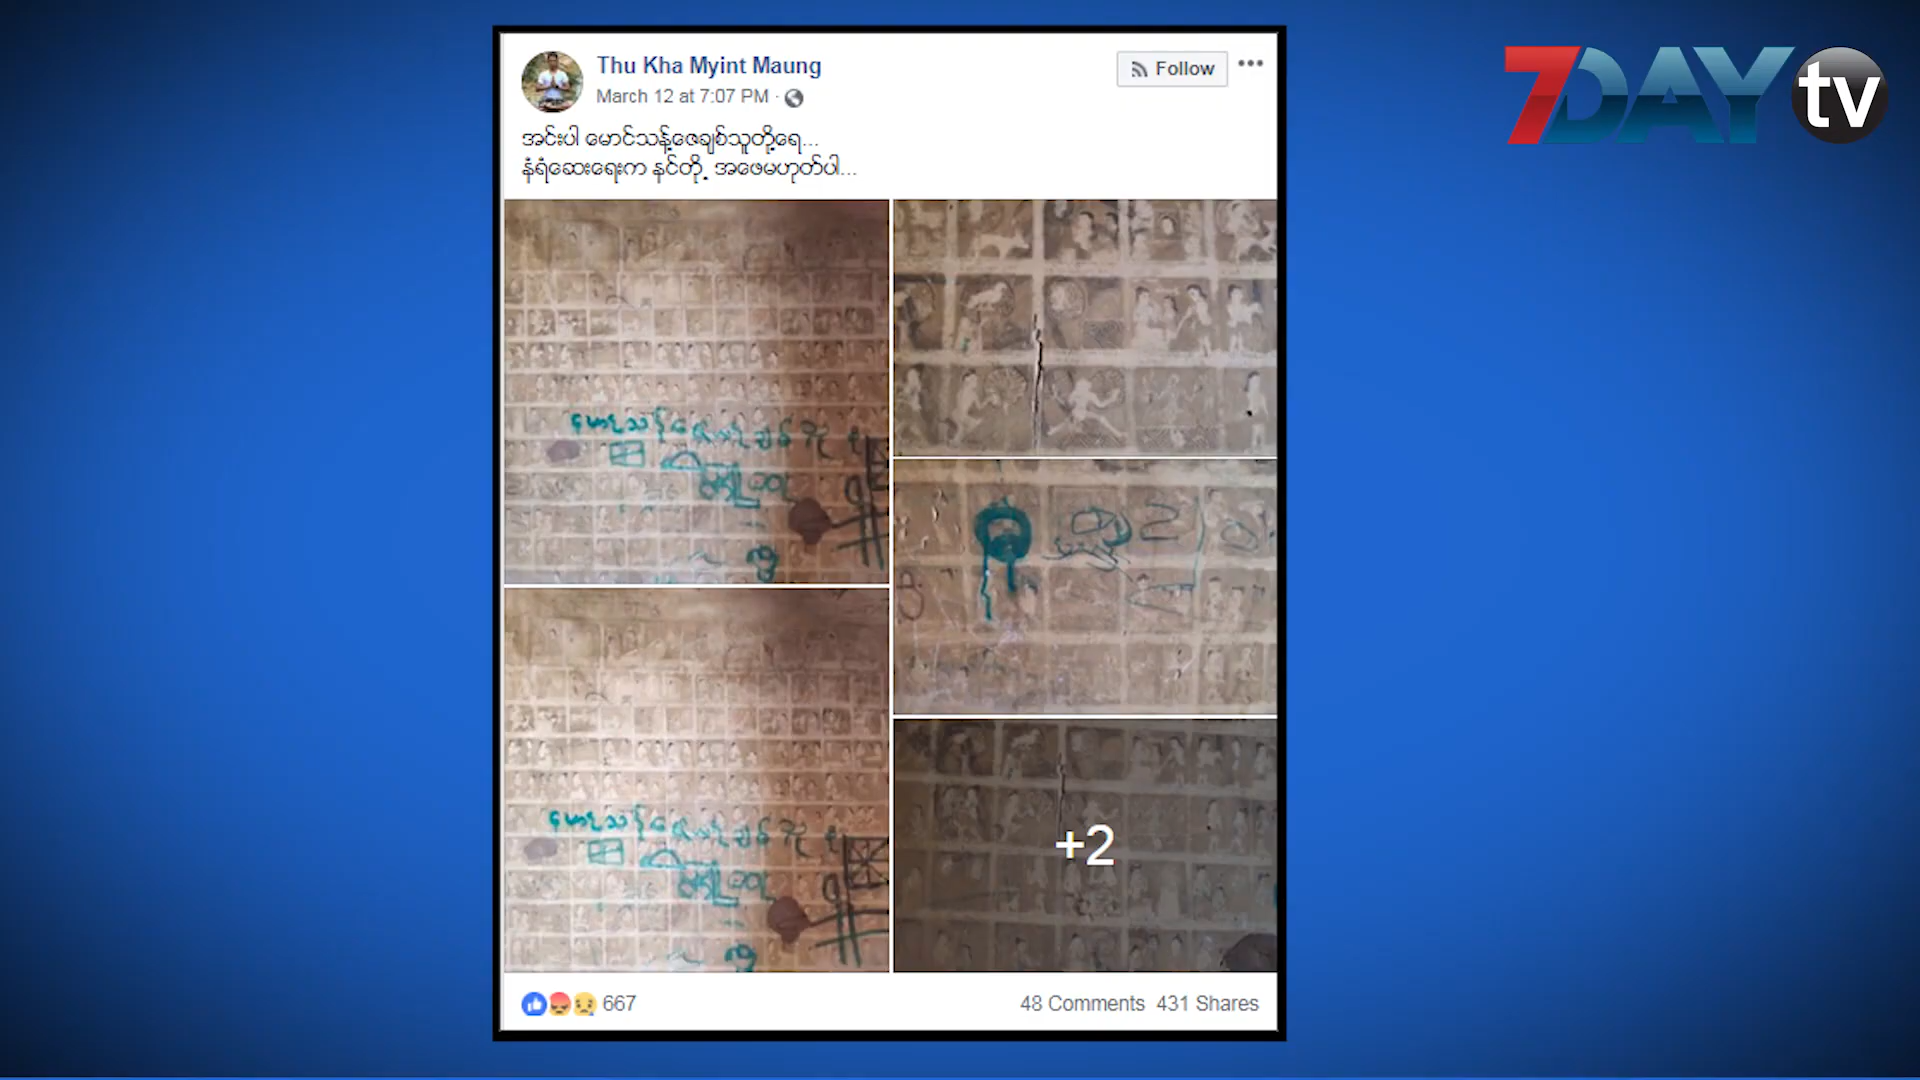 7DAY tv
Thu Kha Myint Maung
Follow
March 12 at 7:07 PM ·
အင်းပါ မောင်သန့်ဇေချစ်သူတို့ရေ...
နံရံဆေးရေးက နင်တို့ အဖေမဟုတ်ပါ...
+2
667
48 Comments 431 Shares